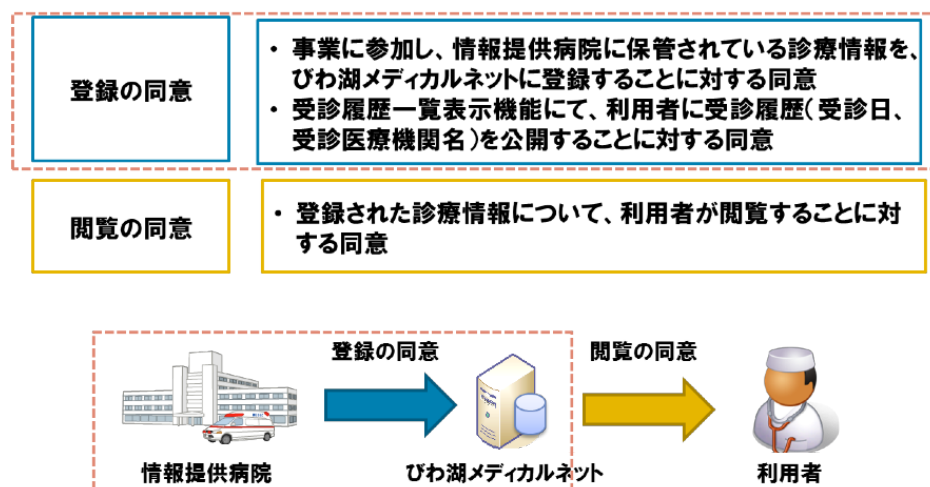 登録の同意
・ 事業に参加し、情報提供病院に保管されている診療情報を、
びわ湖メディカルネットに登録することに対する同意
・ 受診履歴一覧表示機能にて、利用者に受診履歴(受診日、
受診医療機関名)を公開することに対する同意
閲覧の同意
・ 登録された診療情報について、利用者が閲覧することに対
する同意
登録の同意
閲覧の同意
情報提供病院
びわ湖メディカルネット
利用者